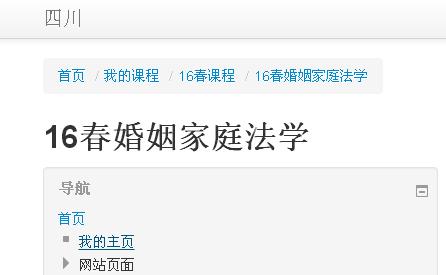 四川
首页 / 我的课程 / 16春课程 / 16春婚姻家庭法学
16春婚姻家庭法学
导航
首页
我的主页
网站页面